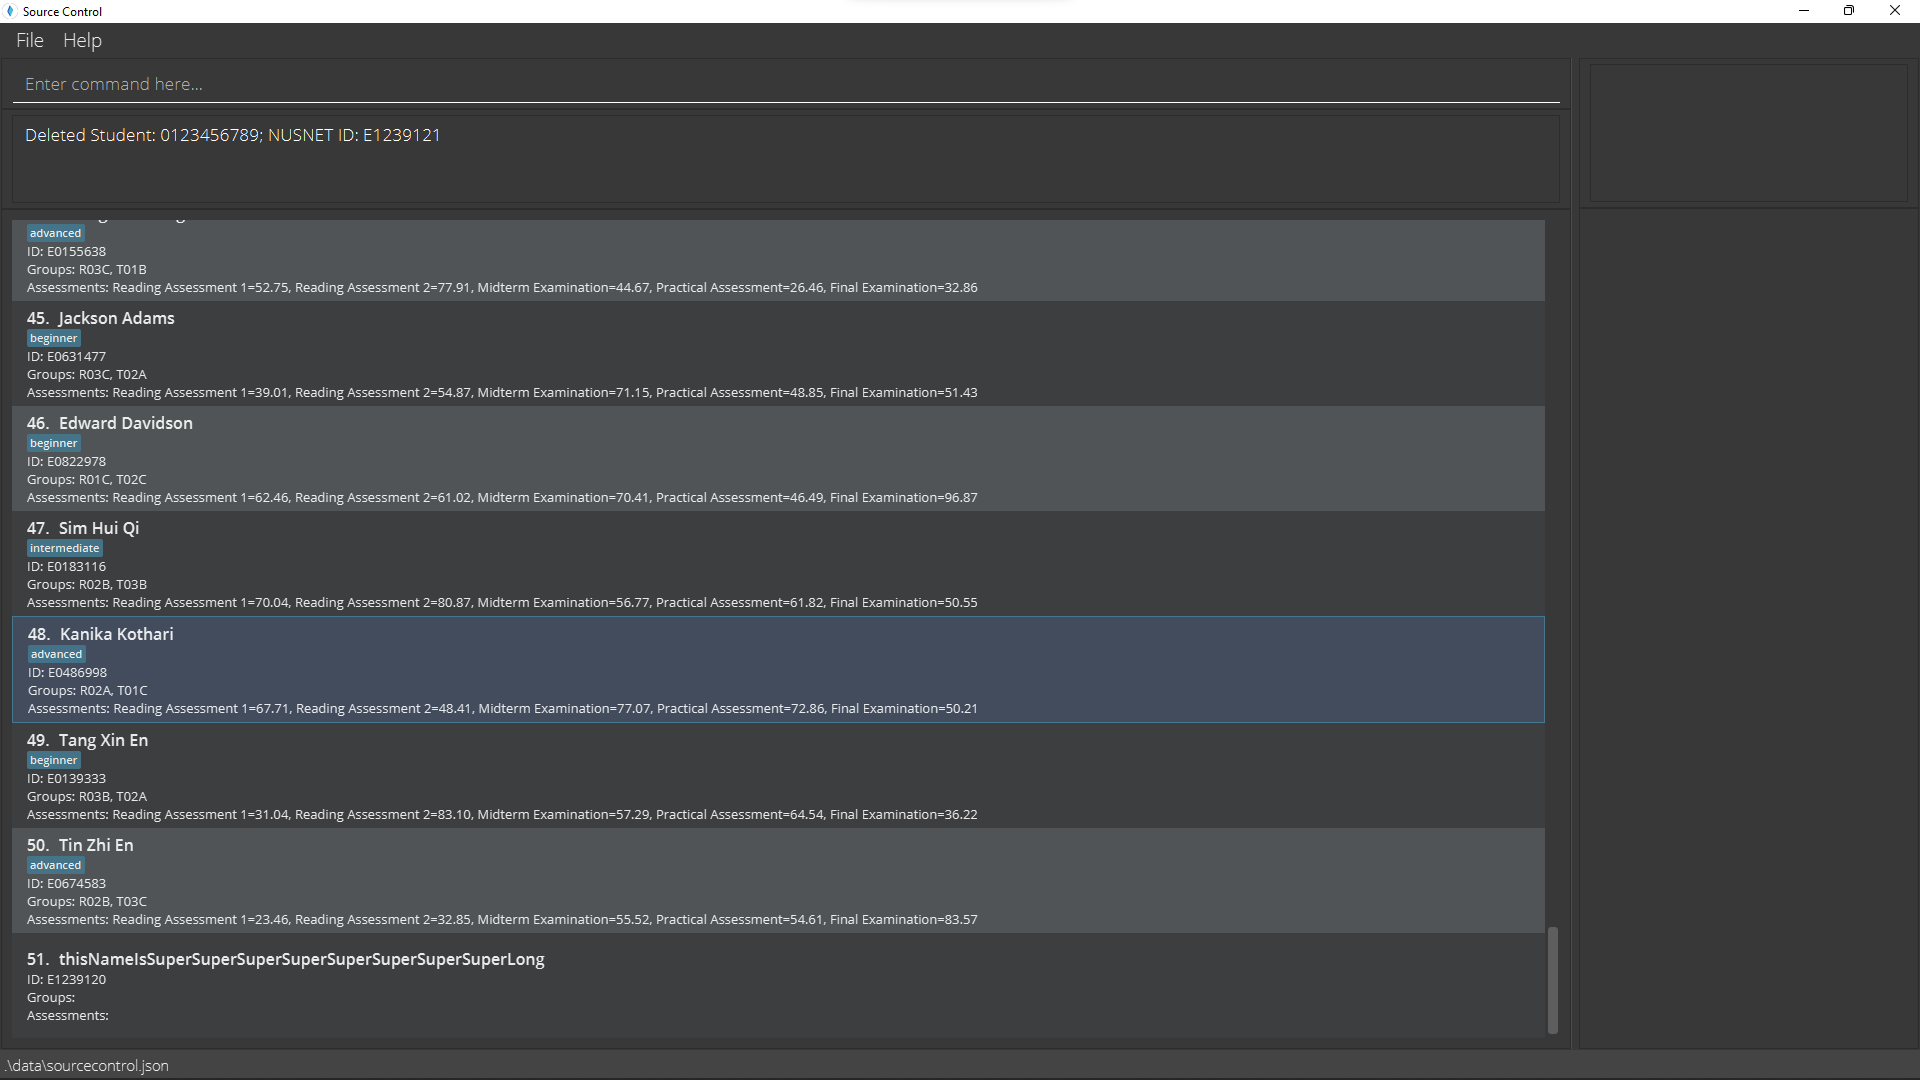 Source Control
File Help
Enter command here...
Deleted Student: 0123456789; NUSNET ID: E1239121
advanced
ID: E0155638
Groups: R03C, T01B
Assessments: Reading Assessment 1=52.75, Reading Assessment 2=77.91, Midterm Examination=44.67, Practical Assessment=26.46, Final Examination=32.86
45. Jackson Adams
beginner
ID: E0631477
Groups: R03C, T02A
Assessments: Reading Assessment 1=39.01, Reading Assessment 2=54.87, Midterm Examination=71.15, Practical Assessment=48.85, Final Examination=51.43
46. Edward Davidson
beginner
ID: E0822978
Groups: R01C, T02C
Assessments: Reading Assessment 1=62.46, Reading Assessment 2=61.02, Midterm Examination=70.41, Practical Assessment=46.49, Final Examination=96.87
47. Sim Hui Qi
intermediate
ID: E0183116
Groups: R02B, T03B
Assessments: Reading Assessment 1=70.04, Reading Assessment 2=80.87, Midterm Examination=56.77, Practical Assessment=61.82, Final Examination=50.55
48. Kanika Kothari
advanced
ID: E0486998
Groups: R02A, T01C
Assessments: Reading Assessment 1=67.71, Reading Assessment 2=48.41, Midterm Examination=77.07, Practical Assessment=72.86, Final Examination=50.21
49. Tang Xin En
beginner
ID: E0139333
Groups: R03B, T02A
Assessments: Reading Assessment 1=31.04, Reading Assessment 2=83.10, Midterm Examination=57.29, Practical Assessment=64.54, Final Examination=36.22
50. Tin Zhi En
advanced
ID: E0674583
Groups: R02B, T03C
Assessments: Reading Assessment 1=23.46, Reading Assessment 2=32.85, Midterm Examination=55.52, Practical Assessment=54.61, Final Examination=83.57
51. thisNameIsSuperSuperSuperSuperSuperSuperSuperSuperLong
ID: E1239120
Groups:
Assessments:
.\data\sourcecontrol.json